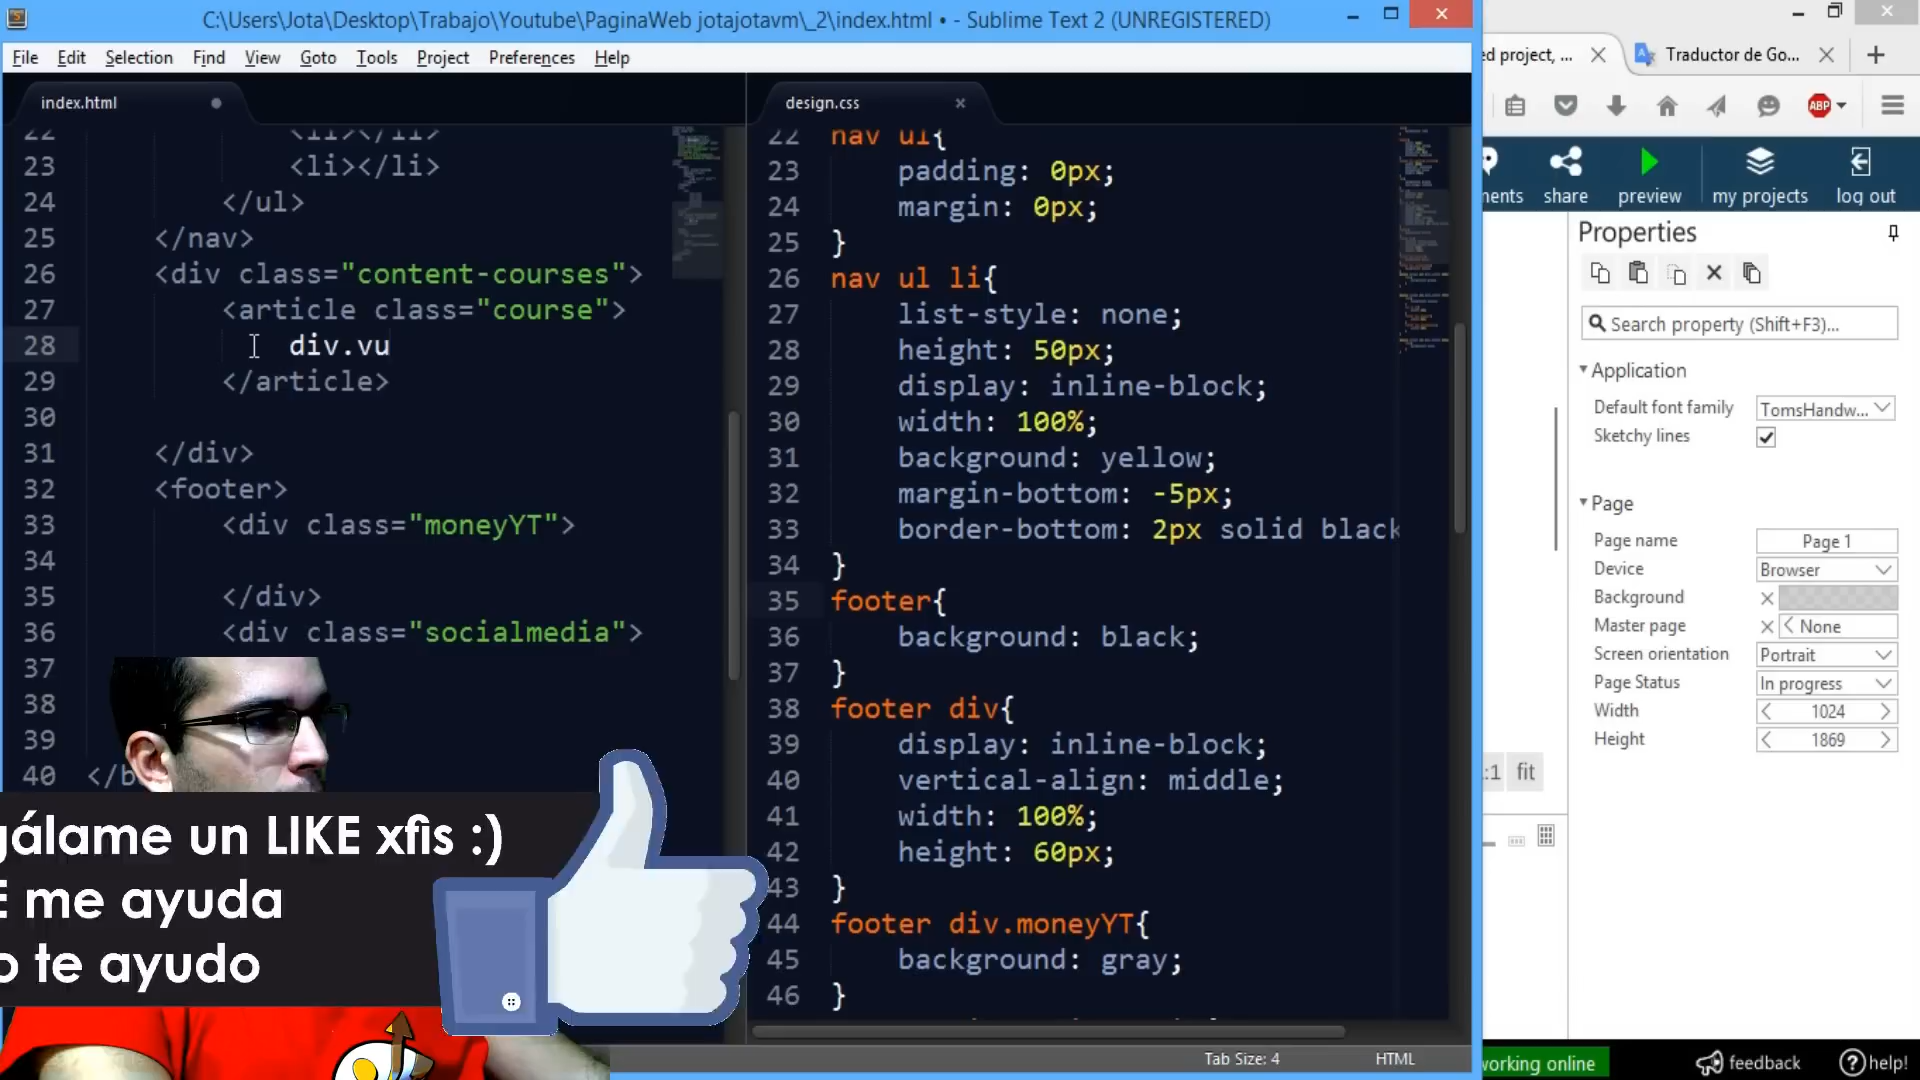 C:\Users\Jota\Desktop\Trabajo\Youtube\PaginaWeb jotajotavm\_2\index.html • - Sublime Text 2 (UNREGISTERED)
File Edit Selection Find View Goto Tools Project Preferences Help
index.html
22 <li></li>
23 <li></li>
24 </ul>
25 </nav>
26 <div class="content-courses">
27 <article class="course">
28 div.vu
29 </article>
30
31 </div>
32 <footer>
33 <div class="moneyYT">
34
35 </div>
36 <div class="socialmedia">
37
38
39
40 </b
design.css
22 nav ul{
23 padding: 0px;
24 margin: 0px;
25 }
26 nav ul li{
27 list-style: none;
28 height: 50px;
29 display: inline-block;
30 width: 100%;
31 background: yellow;
32 margin-bottom: -5px;
33 border-bottom: 2px solid black
34 }
35 footer{
36 background: black;
37 }
38 footer div{
39 display: inline-block;
40 vertical-align: middle;
41 width: 100%;
42 height: 60px;
43 }
44 footer div.moneyYT{
45 background: gray;
46 }
Tab Size: 4 HTML
gálame un LIKE xfis :)
E me ayuda
o te ayudo
ed project, ...
Traductor de Go...
ABP
nents share preview my projects log out
Properties
Search property (Shift+F3)...
Application
Default font family TomsHandw...
Sketchy lines
Page
Page name Page 1
Device Browser
Background
Master page None
Screen orientation Portrait
Page Status In progress
Width 1024
Height 1869
:1 fit
working online feedback help!